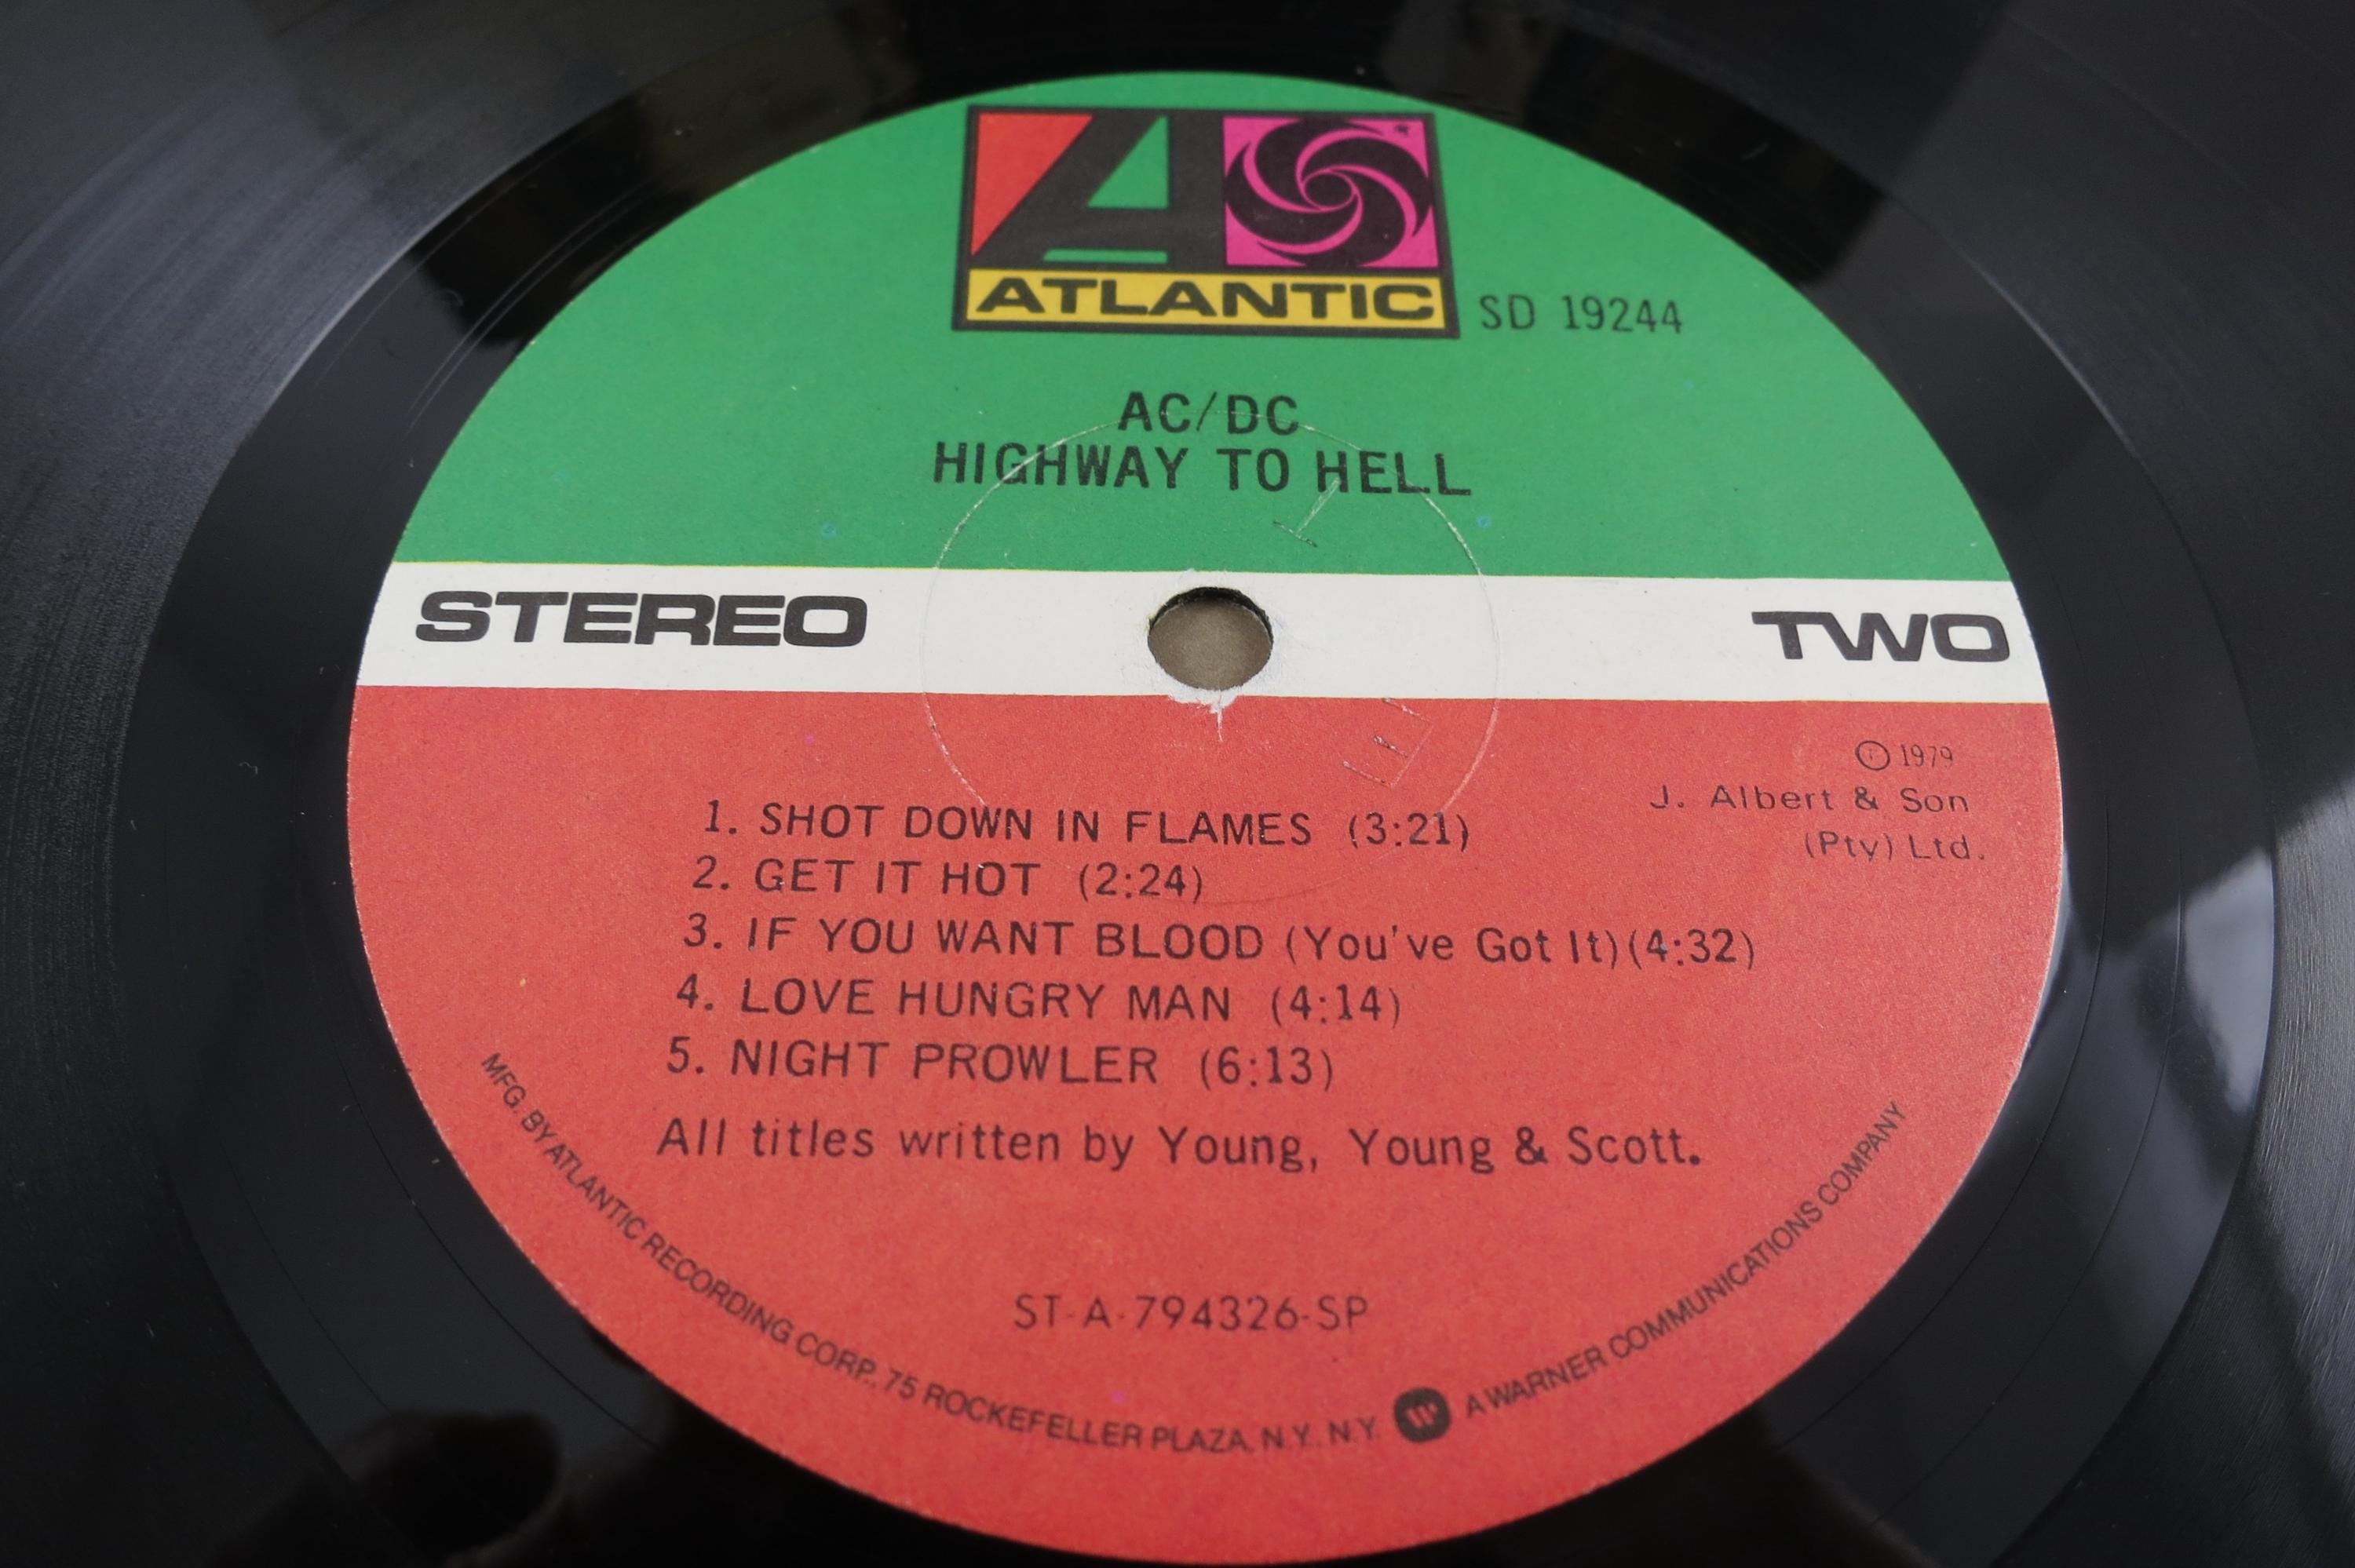 ATLANTIC
SD 19244
AC/DC
HIGHWAY TO HELL
STEREO
TWO
Ⓟ 1979
J. Albert & Son
(Pty) Ltd.
1. SHOT DOWN IN FLAMES (3:21)
2. GET IT HOT (2:24)
3. IF YOU WANT BLOOD (You've Got It)(4:32)
4. LOVE HUNGRY MAN (4:14)
5. NIGHT PROWLER (6:13)
All titles written by Young, Young & Scott.
ST-A-794326-SP
MFG. BY ATLANTIC RECORDING CORP., 75 ROCKEFELLER PLAZA, N.Y. N.Y. W A WARNER COMMUNICATIONS COMPANY